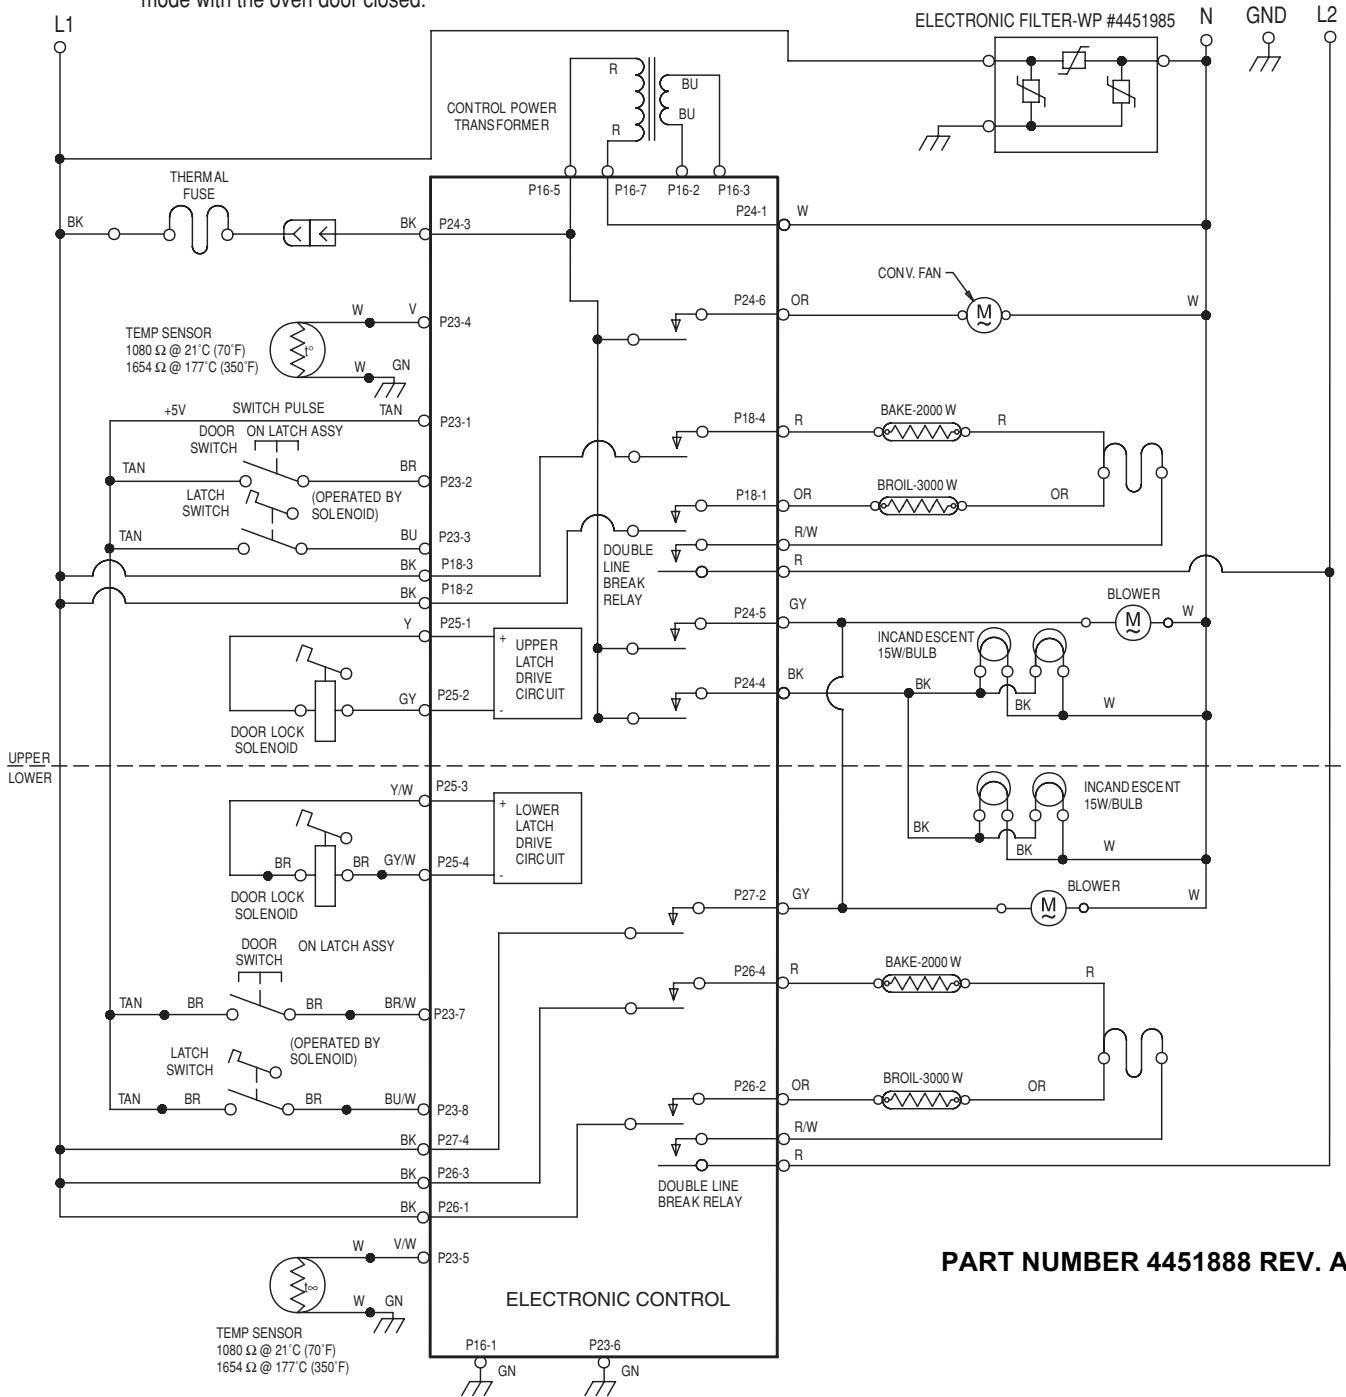 mode with the oven door closed.
L1
ELECTRONIC FILTER-WP #4451985
N
GND
L2
R
BU
CONTROL POWER
TRANSFORMER
BU
R
THERMAL
FUSE
P16-5
P16-7
P16-2
P16-3
BK
BK
P24-3
P24-1
W
CONV. FAN
M
~
W
P24-6
OR
TEMP SENSOR
1080 Ω @ 21˚C (70˚F)
1654 Ω @ 177˚C (350˚F)
t°
W
V
P23-4
W
GN
+5V
SWITCH PULSE
TAN
P23-1
DOOR
SWITCH
ON LATCH ASSY
TAN
BR
P23-2
LATCH
SWITCH
(OPERATED BY
SOLENOID)
TAN
BU
P23-3
BK
P18-3
BK
P18-2
P18-4
R
BAKE-2000 W
R
P18-1
OR
BROIL-3000 W
OR
R/W
R
DOUBLE
LINE
BREAK
RELAY
Y
P25-1
+
UPPER
LATCH
DRIVE
CIRCUIT
-
GY
P25-2
DOOR LOCK
SOLENOID
P24-5
GY
BLOWER
M
~
W
INCANDESCENT
15W/BULB
P24-4
BK
BK
BK
W
UPPER
LOWER
Y/W
P25-3
+
LOWER
LATCH
DRIVE
CIRCUIT
-
BR
BR
GY/W
P25-4
DOOR LOCK
SOLENOID
INCANDESCENT
15W/BULB
BK
BK
W
P27-2
GY
BLOWER
M
~
W
DOOR
SWITCH
ON LATCH ASSY
TAN
BR
BR
BR/W
P23-7
(OPERATED BY
SOLENOID)
LATCH
SWITCH
TAN
BR
BR
BU/W
P23-8
P26-4
R
BAKE-2000 W
R
P26-2
OR
BROIL-3000 W
OR
R/W
R
DOUBLE LINE
BREAK RELAY
BK
P27-4
BK
P26-3
BK
P26-1
W
V/W
P23-5
t∞
W
GN
TEMP SENSOR
1080 Ω @ 21˚C (70˚F)
1654 Ω @ 177˚C (350˚F)
ELECTRONIC CONTROL
PART NUMBER 4451888 REV. A
P16-1
GN
P23-6
GN